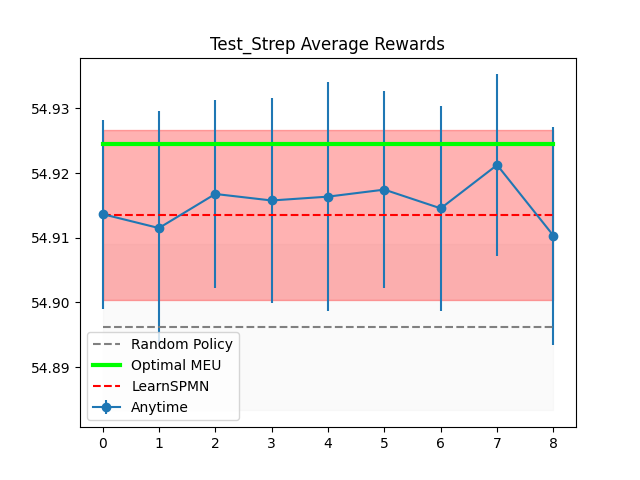 Test_Strep Average Rewards
54.93
54.92
54.91
54.90
54.89
Random Policy
Optimal MEU
LearnSPMN
Anytime
0 1 2 3 4 5 6 7 8